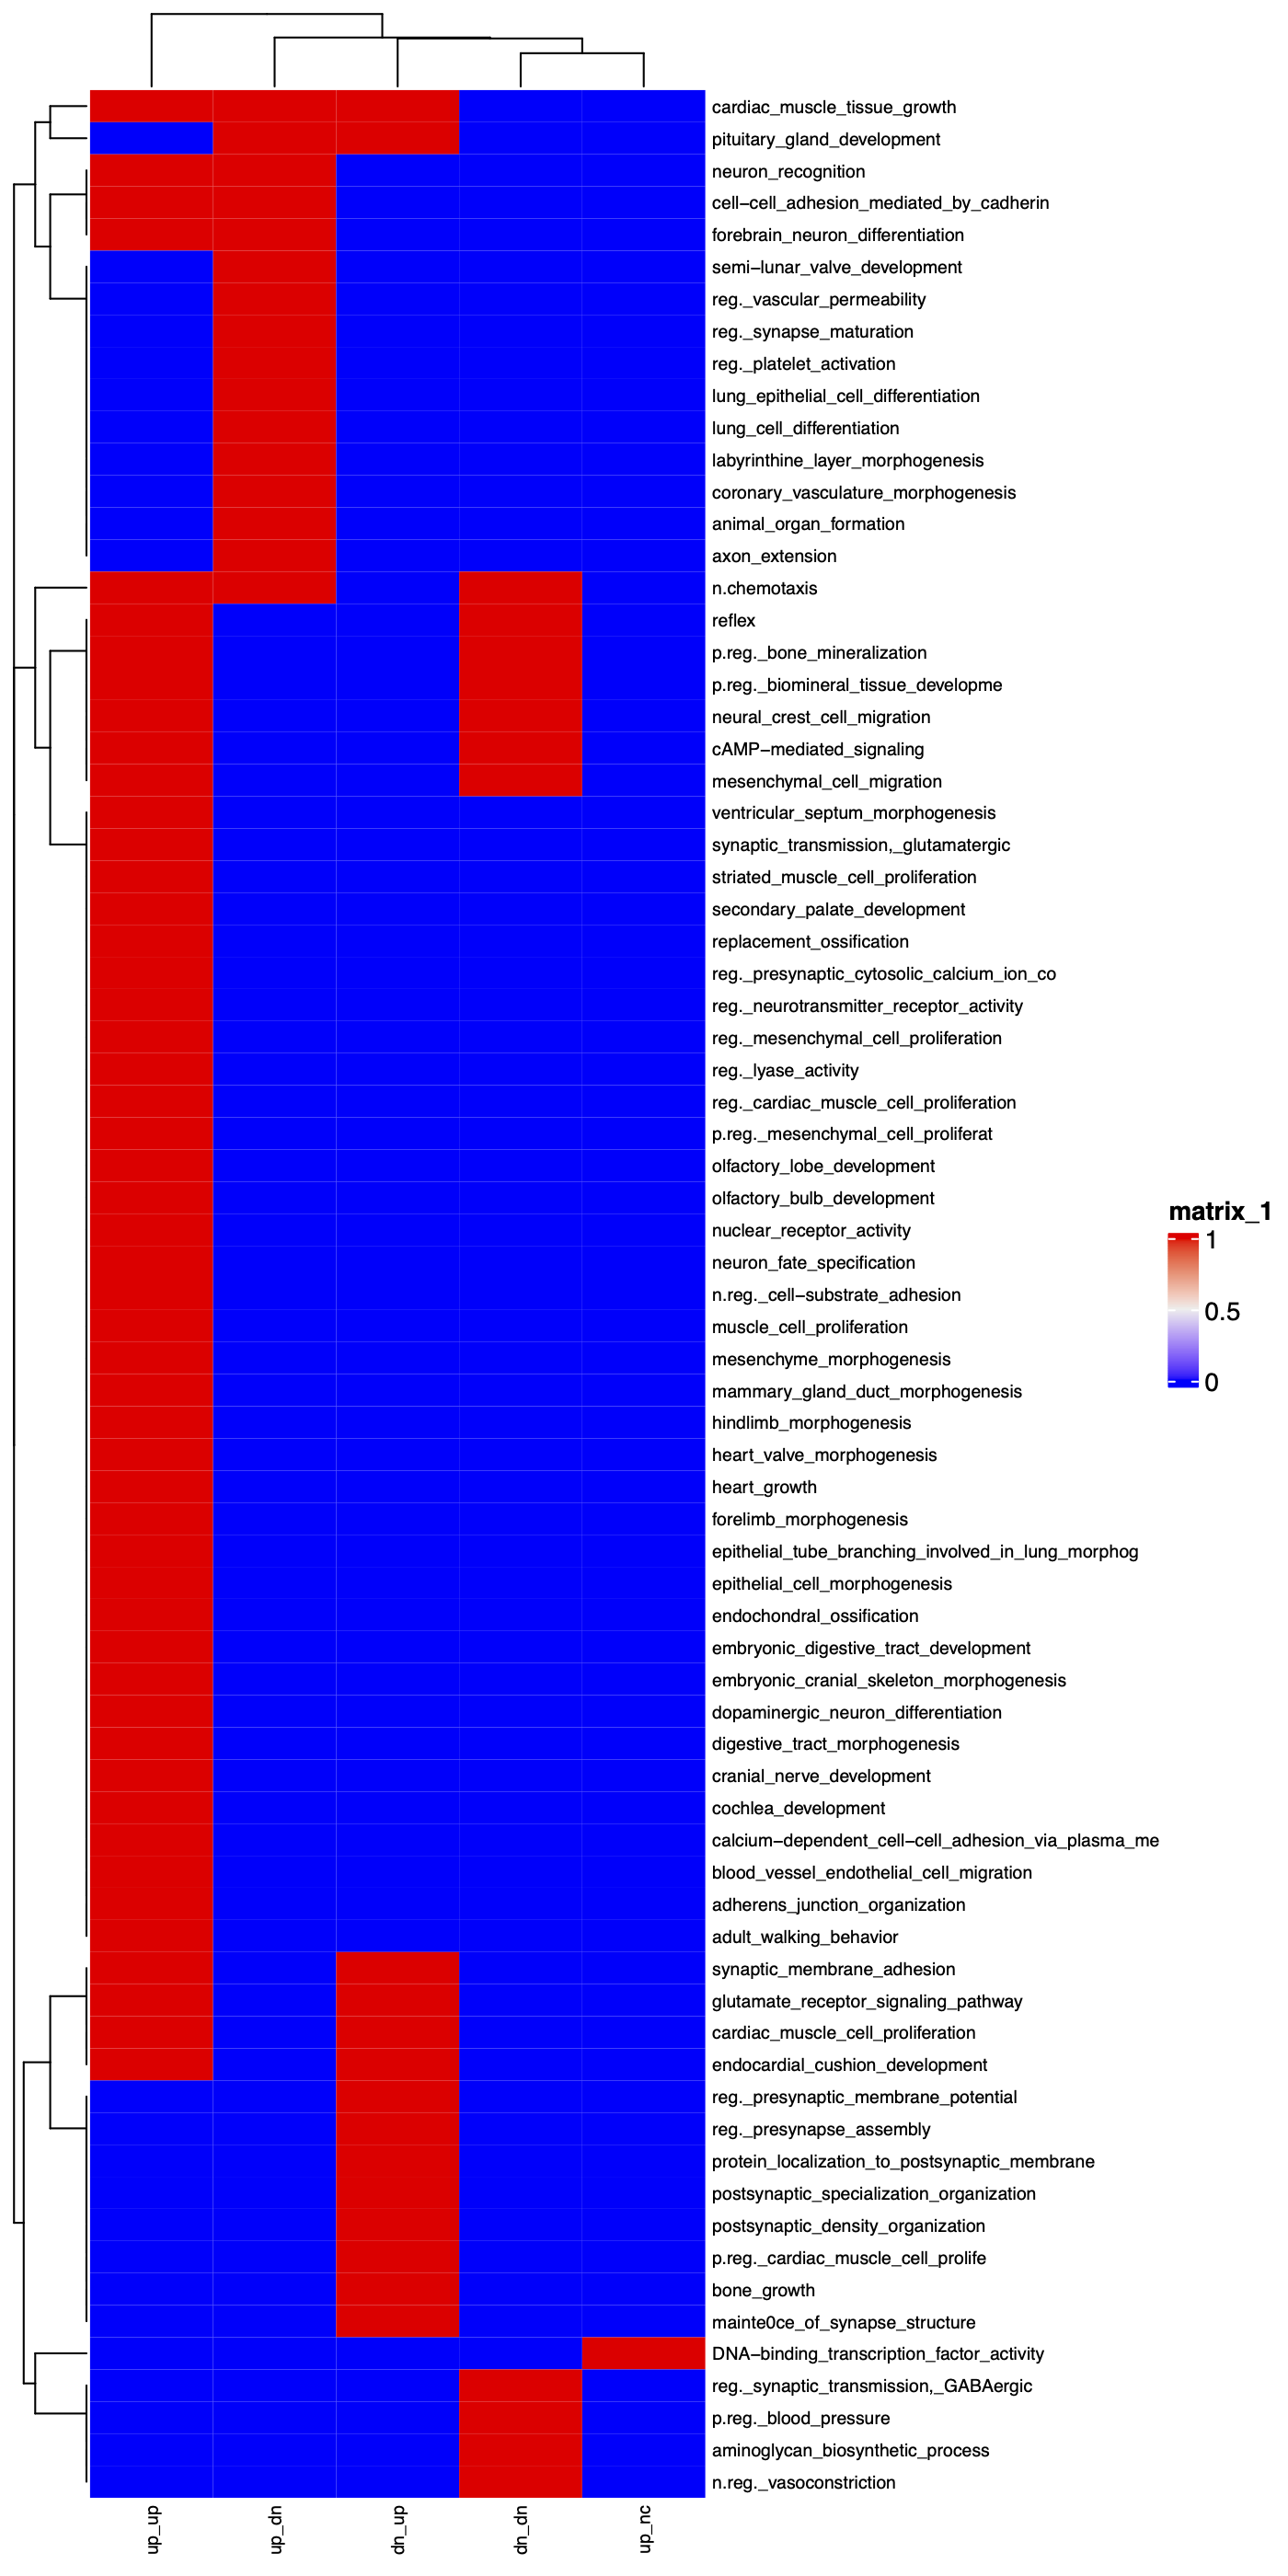 cardiac_muscle_tissue_growth
pituitary_gland_development
neuron_recognition
cell−cell_adhesion_mediated_by_cadherin
forebrain_neuron_differentiation
semi−lunar_valve_development
reg._vascular_permeability
reg._synapse_maturation
reg._platelet_activation
lung_epithelial_cell_differentiation
lung_cell_differentiation
labyrinthine_layer_morphogenesis
coronary_vasculature_morphogenesis
animal_organ_formation
axon_extension
n.chemotaxis
reflex
p.reg._bone_mineralization
p.reg._biomineral_tissue_developme
neural_crest_cell_migration
cAMP−mediated_signaling
mesenchymal_cell_migration
ventricular_septum_morphogenesis
synaptic_transmission,_glutamatergic
striated_muscle_cell_proliferation
secondary_palate_development
replacement_ossification
reg._presynaptic_cytosolic_calcium_ion_co
reg._neurotransmitter_receptor_activity
reg._mesenchymal_cell_proliferation
reg._lyase_activity
reg._cardiac_muscle_cell_proliferation
p.reg._mesenchymal_cell_proliferat
olfactory_lobe_development
olfactory_bulb_development
nuclear_receptor_activity
neuron_fate_specification
n.reg._cell−substrate_adhesion
muscle_cell_proliferation
mesenchyme_morphogenesis
mammary_gland_duct_morphogenesis
hindlimb_morphogenesis
heart_valve_morphogenesis
heart_growth
forelimb_morphogenesis
epithelial_tube_branching_involved_in_lung_morphog
epithelial_cell_morphogenesis
endochondral_ossification
embryonic_digestive_tract_development
embryonic_cranial_skeleton_morphogenesis
dopaminergic_neuron_differentiation
digestive_tract_morphogenesis
cranial_nerve_development
cochlea_development
calcium−dependent_cell−cell_adhesion_via_plasma_me
blood_vessel_endothelial_cell_migration
adherens_junction_organization
adult_walking_behavior
synaptic_membrane_adhesion
glutamate_receptor_signaling_pathway
cardiac_muscle_cell_proliferation
endocardial_cushion_development
reg._presynaptic_membrane_potential
reg._presynapse_assembly
protein_localization_to_postsynaptic_membrane
postsynaptic_specialization_organization
postsynaptic_density_organization
p.reg._cardiac_muscle_cell_prolife
bone_growth
mainte0ce_of_synapse_structure
DNA−binding_transcription_factor_activity
reg._synaptic_transmission,_GABAergic
p.reg._blood_pressure
aminoglycan_biosynthetic_process
n.reg._vasoconstriction
up_up
up_dn
dn_up
dn_dn
up_nc
matrix_1
1
0.5
0